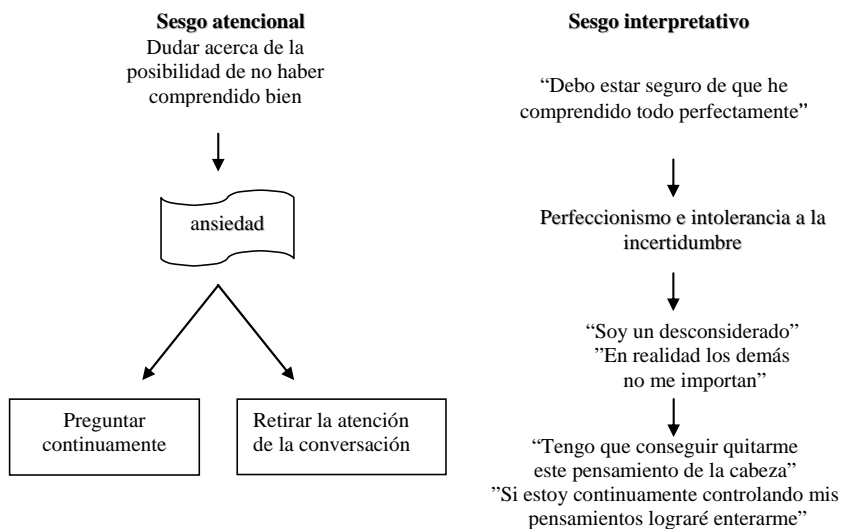 Sesgo atencional
Dudar acerca de la
posibilidad de no haber
comprendido bien
ansiedad
Preguntar
continuamente
Retirar la atención
de la conversación
Sesgo interpretativo
“Debo estar seguro de que he
comprendido todo perfectamente”
Perfeccionismo e intolerancia a la
incertidumbre
“Soy un desconsiderado”
”En realidad los demás
no me importan”
“Tengo que conseguir quitarme
este pensamiento de la cabeza”
”Si estoy continuamente controlando mis
pensamientos lograré enterarme”